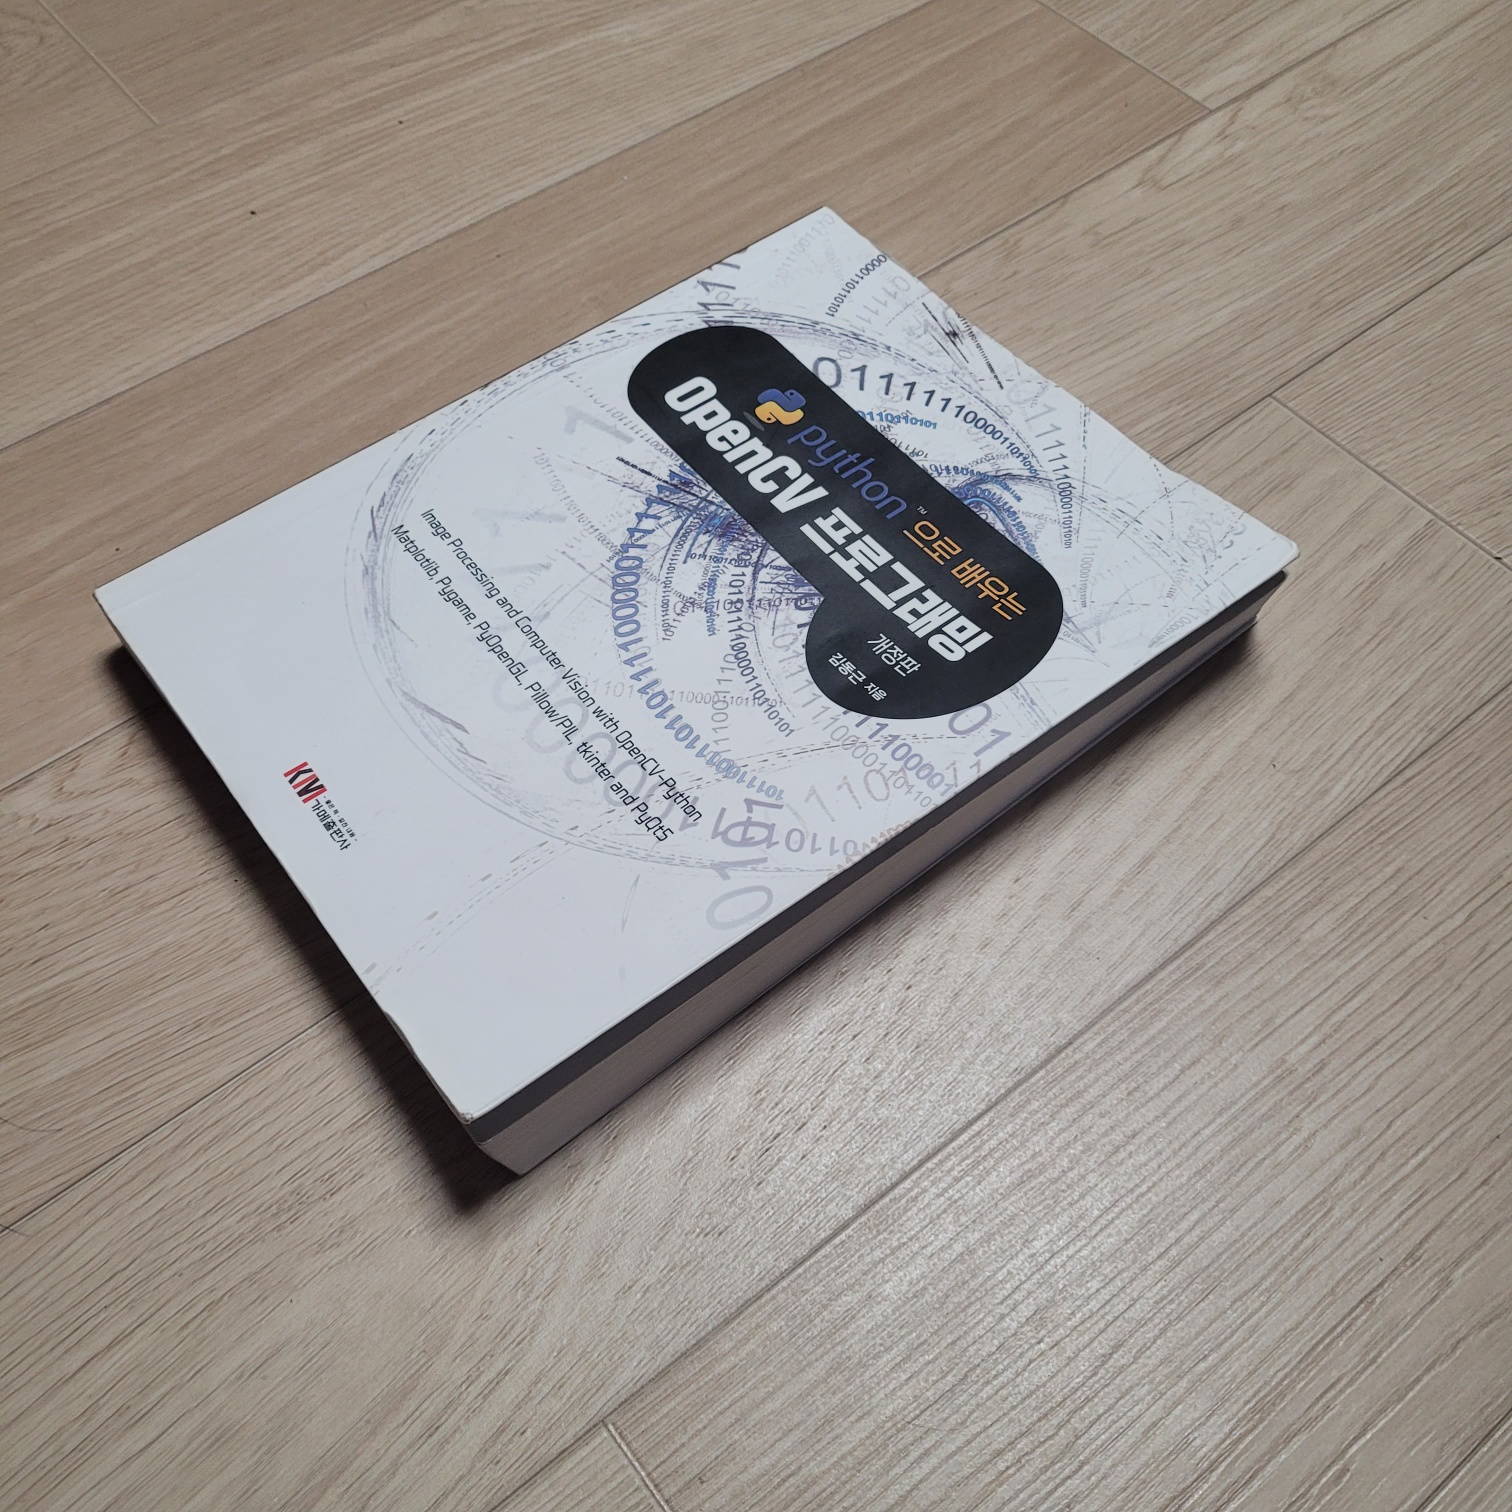 python™ 으로 배우는
OpenCV 프로그래밍
개정판
김동근 지음
Image Processing and Computer Vision with OpenCV-Python
Matplotlib, Pygame, PyOpenGL, Pillow/PIL, tkinter and PyQt5
KM
가메출판사